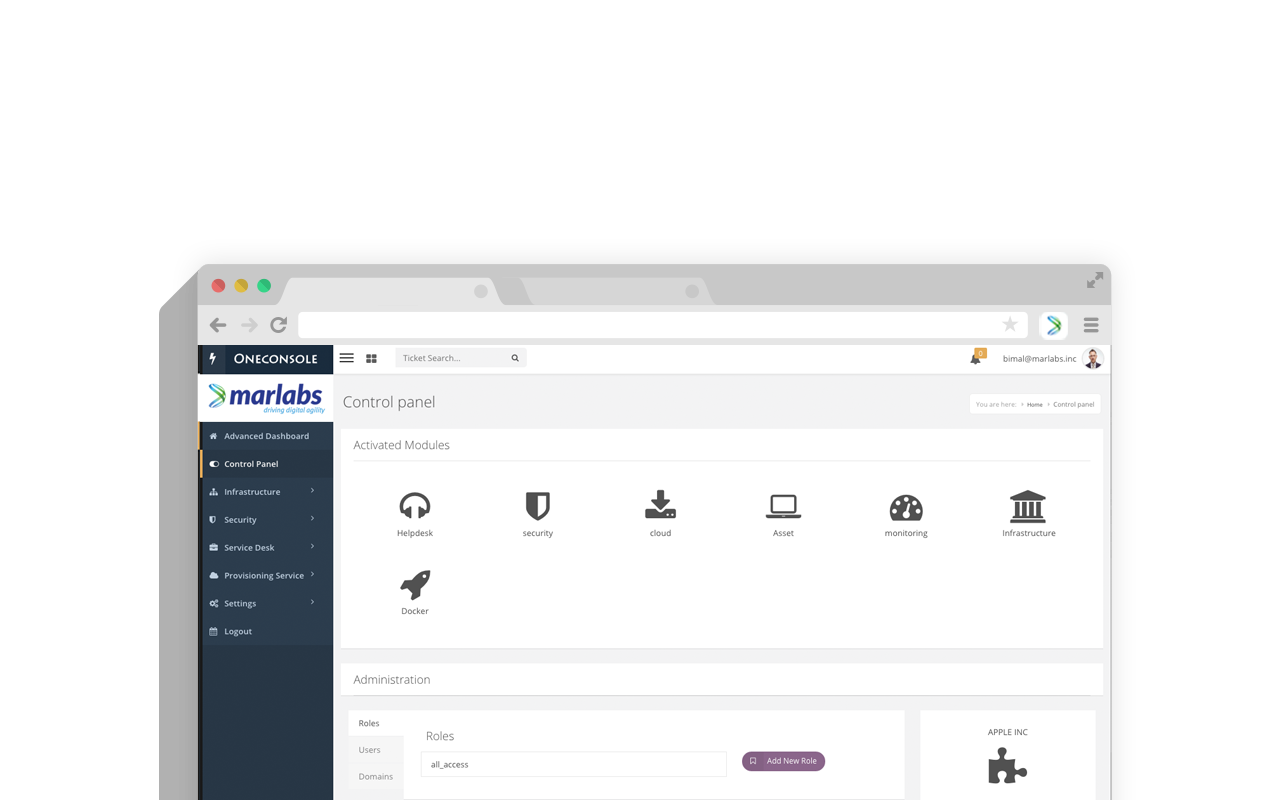 ONECONSOLE
Ticket Search...
0
bimal@marlabs.inc
marlabs
driving digital agility
Control panel
You are here: Home Control panel
Advanced Dashboard
Control Panel
Infrastructure
Security
Service Desk
Provisioning Service
Settings
Logout
Activated Modules
Helpdesk
security
cloud
Asset
monitoring
Infrastructure
Docker
Administration
Roles
Users
Domains
Roles
all_access
Add New Role
APPLE INC